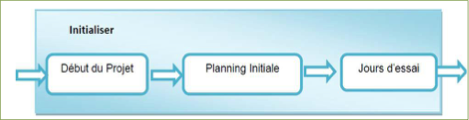 Initialiser
Début du Projet
Planning Initiale
Jours d'essai